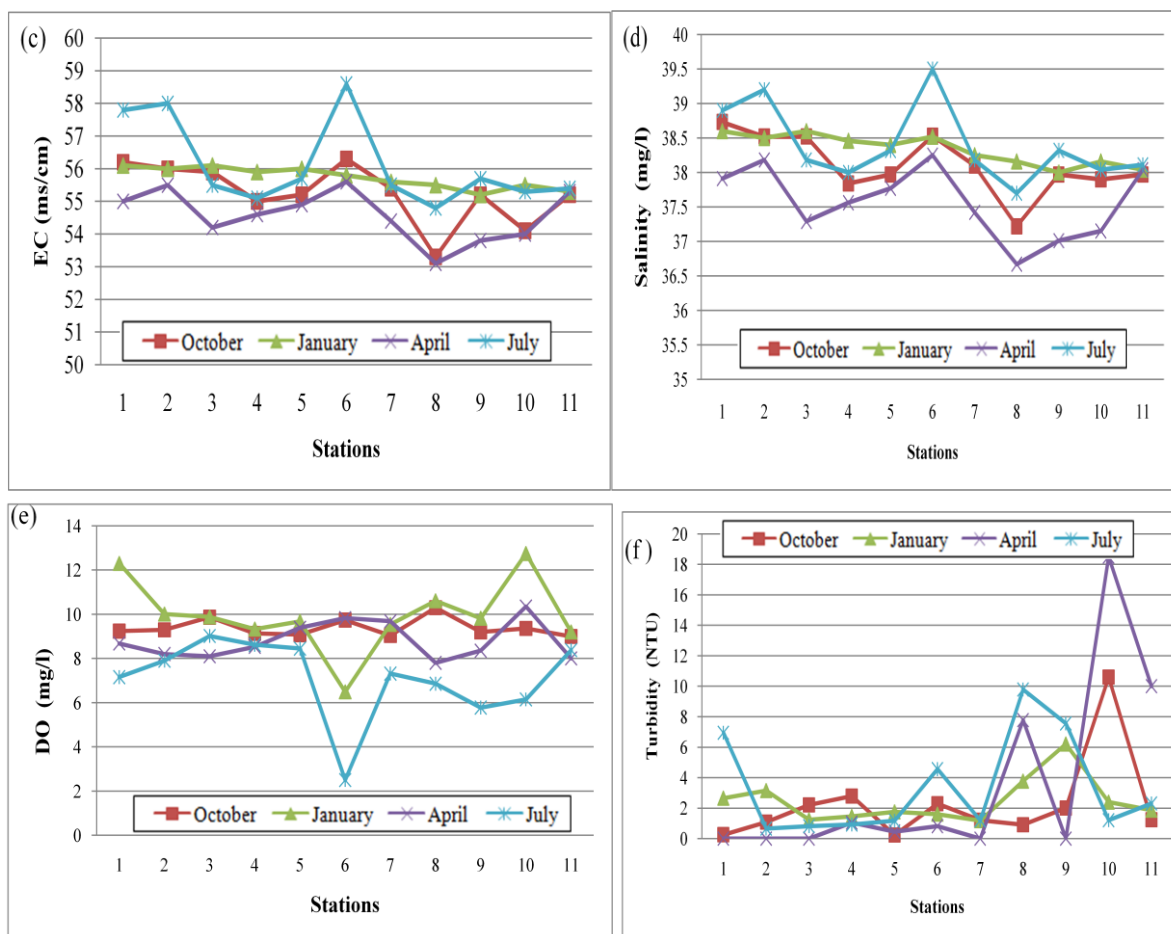 (c)
EC (ms/cm)
60
59
58
57
56
55
54
53
52
51
50
October January April July
1 2 3 4 5 6 7 8 9 10 11
Stations
(d)
Salinity (mg/l)
40
39.5
39
38.5
38
37.5
37
36.5
36
35.5
35
October January April July
1 2 3 4 5 6 7 8 9 10 11
Stations
(e)
DO (mg/l)
14
12
10
8
6
4
2
0
October January April July
1 2 3 4 5 6 7 8 9 10 11
Stations
(f)
Turbidity (NTU)
October January April July
20
18
16
14
12
10
8
6
4
2
0
1 2 3 4 5 6 7 8 9 10 11
Stations